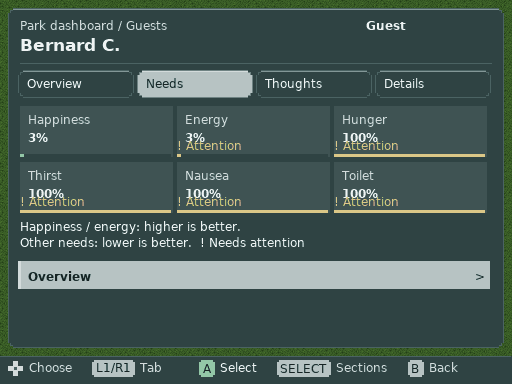 Park dashboard / Guests
Guest
Bernard C.
Overview
Needs
Thoughts
Details
Happiness
3%
Energy
3%
! Attention
Hunger
100%
! Attention
Thirst
100%
! Attention
Nausea
100%
! Attention
Toilet
100%
! Attention
Happiness / energy: higher is better.
Other needs: lower is better.  ! Needs attention
Overview >
Choose L1/R1 Tab A Select SELECT Sections B Back